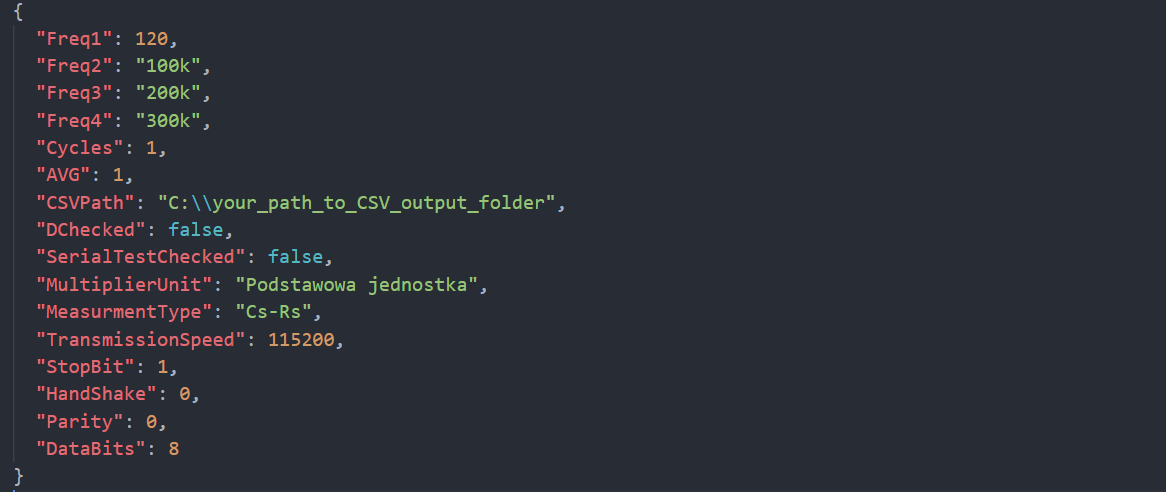 {
  "Freq1": 120,
  "Freq2": "100k",
  "Freq3": "200k",
  "Freq4": "300k",
  "Cycles": 1,
  "AVG": 1,
  "CSVPath": "C:\\your_path_to_CSV_output_folder",
  "DChecked": false,
  "SerialTestChecked": false,
  "MultiplierUnit": "Podstawowa jednostka",
  "MeasurmentType": "Cs-Rs",
  "TransmissionSpeed": 115200,
  "StopBit": 1,
  "HandShake": 0,
  "Parity": 0,
  "DataBits": 8
}